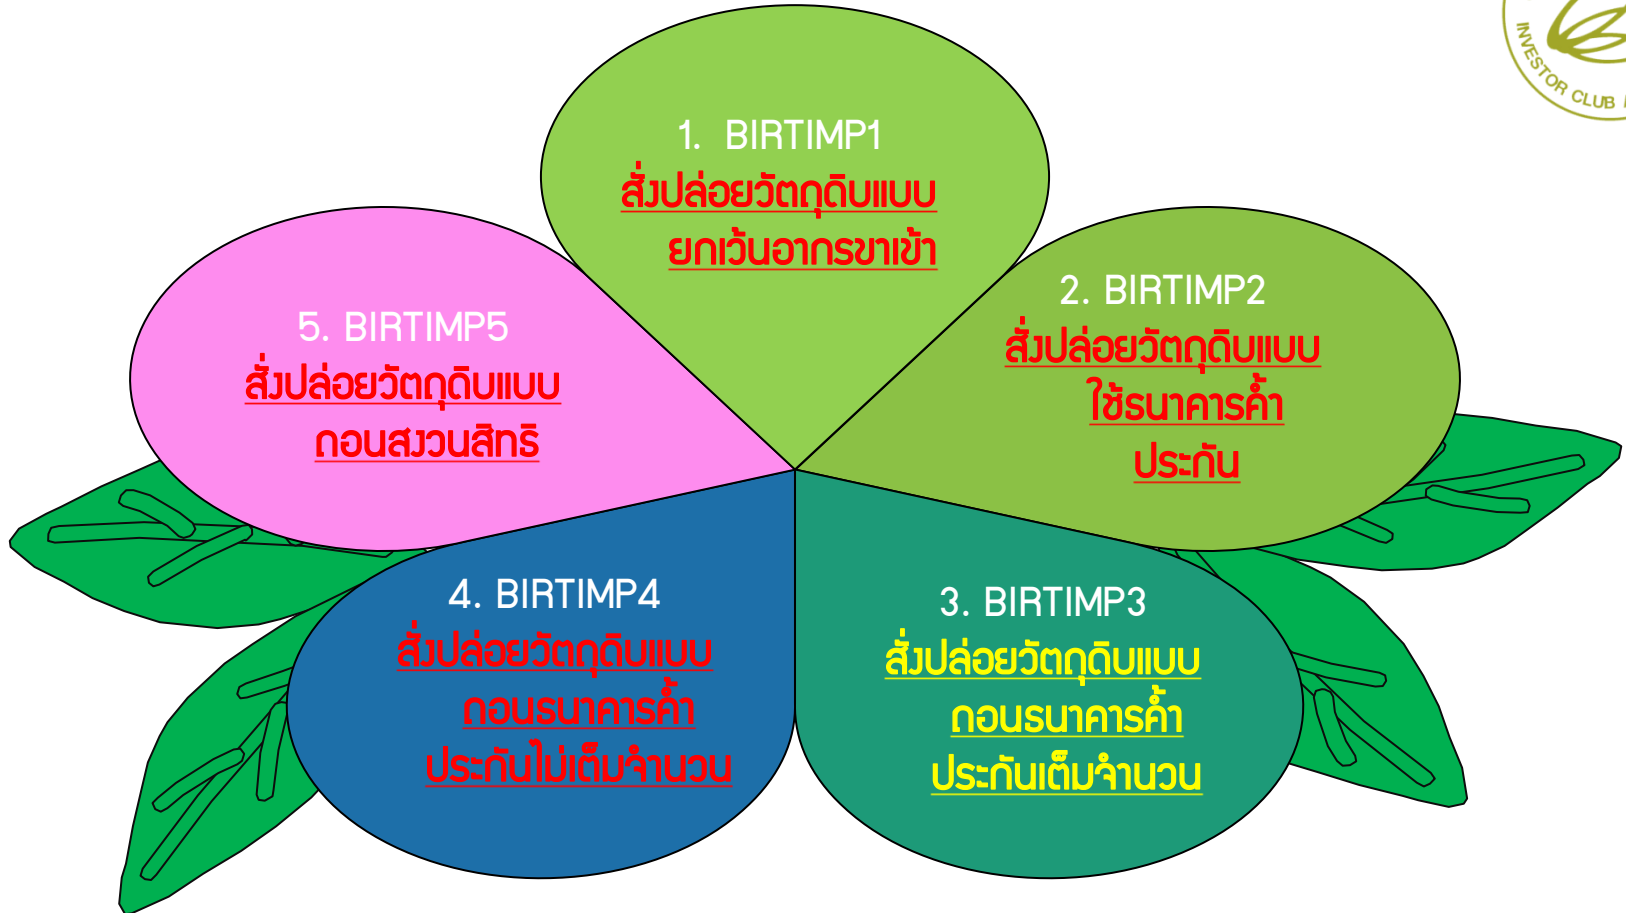 INVESTOR CLUB
1. BIRTIMP1
สั่งปล่อยวัตถุดิบแบบ
ยกเว้นอากรขาเข้า
2. BIRTIMP2
สั่งปล่อยวัตถุดิบแบบ
ใช้ธนาคารค้ำ
ประกัน
3. BIRTIMP3
สั่งปล่อยวัตถุดิบแบบ
ถอนธนาคารค้ำ
ประกันเต็มจำนวน
4. BIRTIMP4
สั่งปล่อยวัตถุดิบแบบ
ถอนธนาคารค้ำ
ประกันไม่เต็มจำนวน
5. BIRTIMP5
สั่งปล่อยวัตถุดิบแบบ
ถอนสงวนสิทธิ